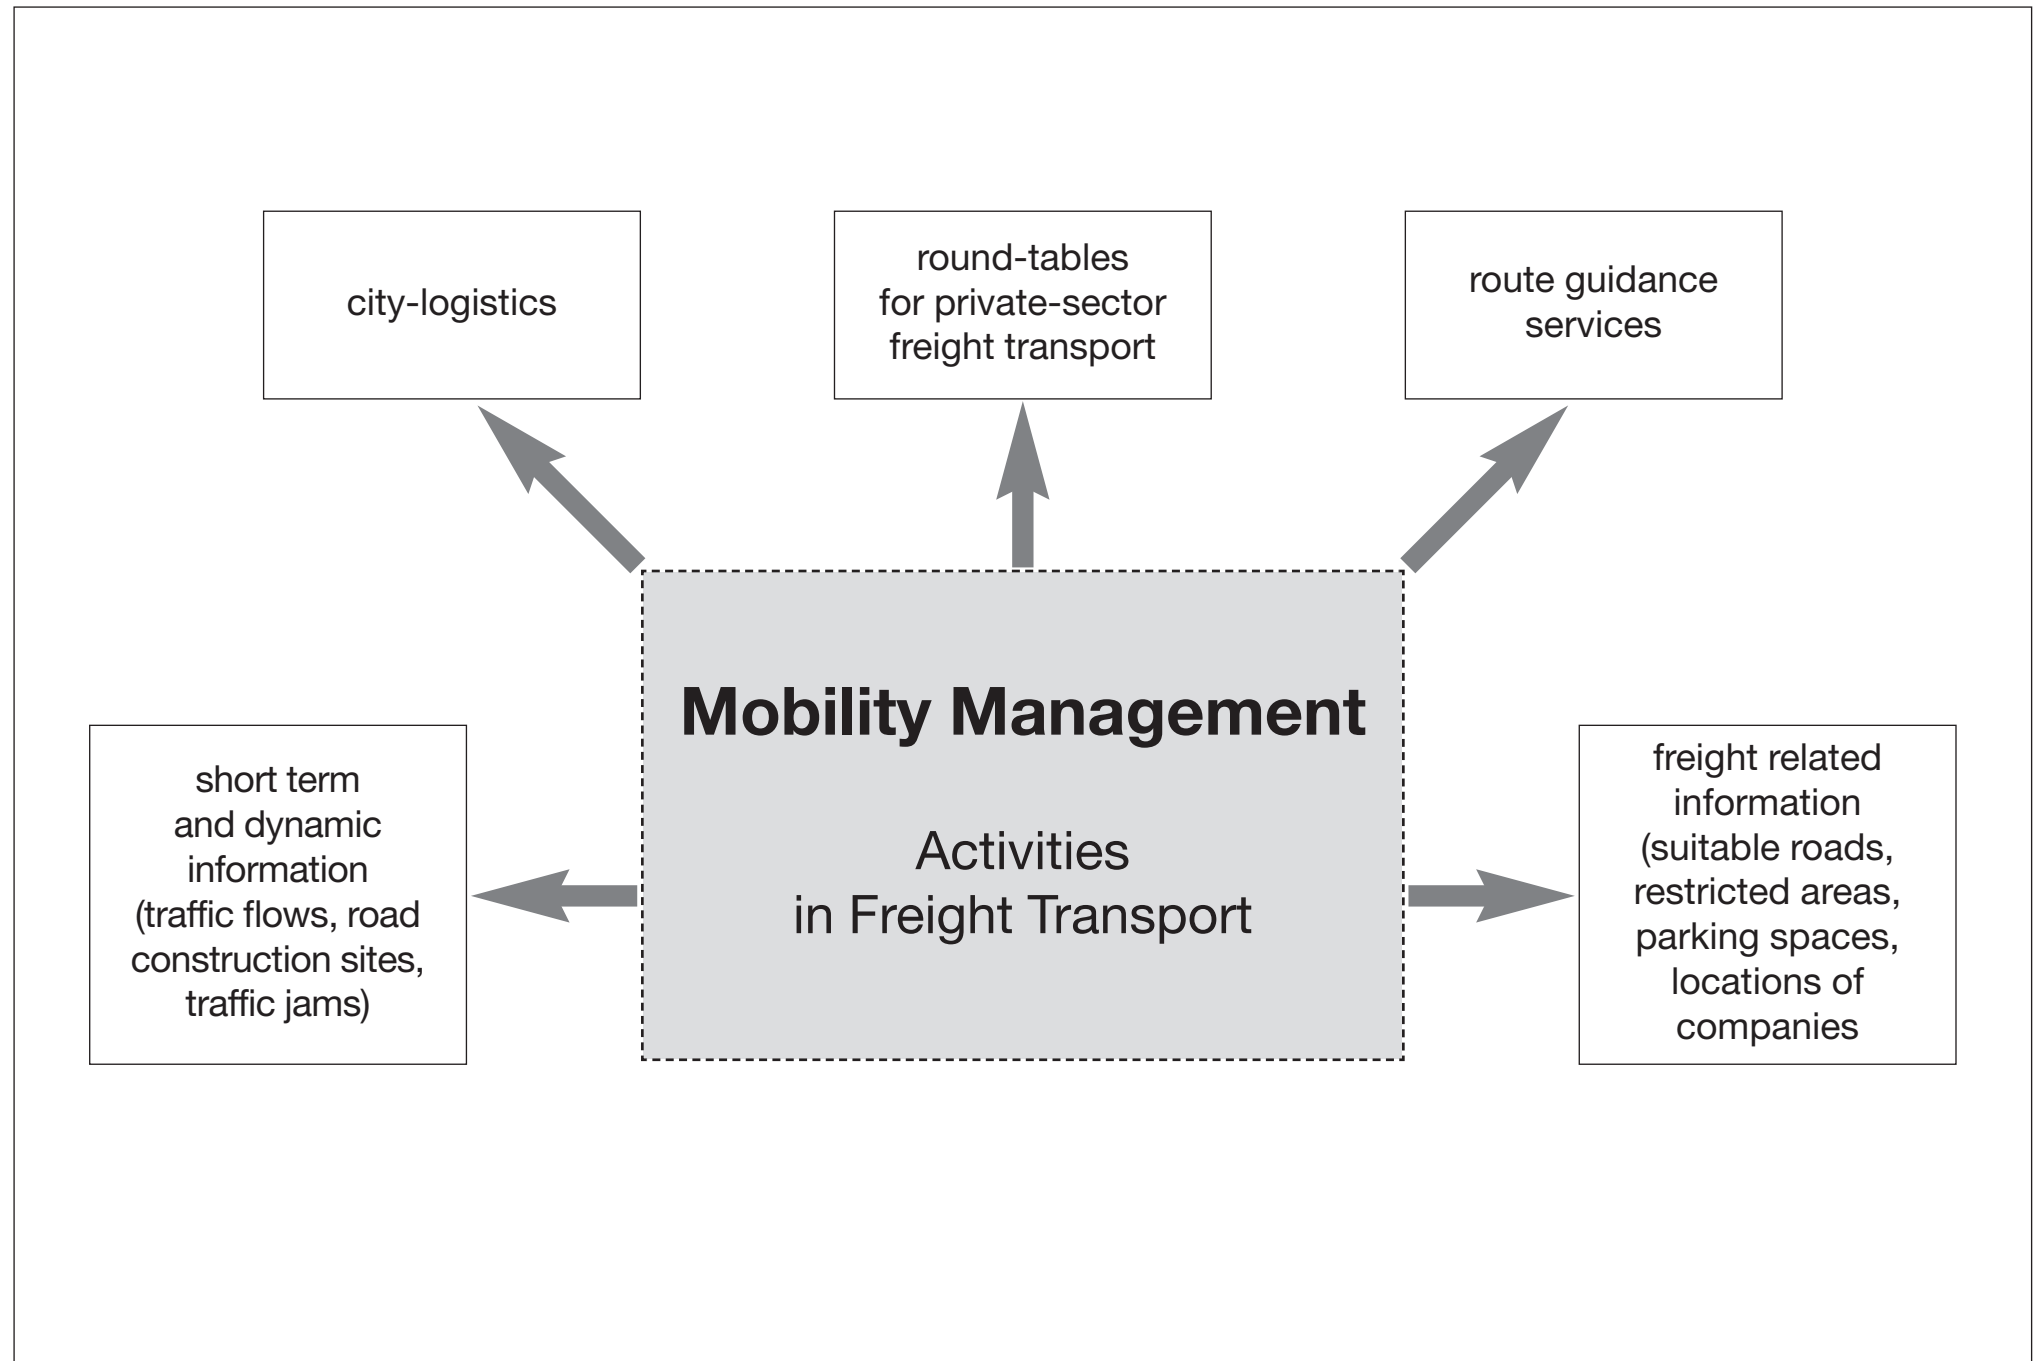 city-logistics
round-tables
for private-sector
freight transport
route guidance
services
Mobility Management
Activities
in Freight Transport
short term
and dynamic
information
(traffic flows, road
construction sites,
traffic jams)
freight related
information
(suitable roads,
restricted areas,
parking spaces,
locations of
companies